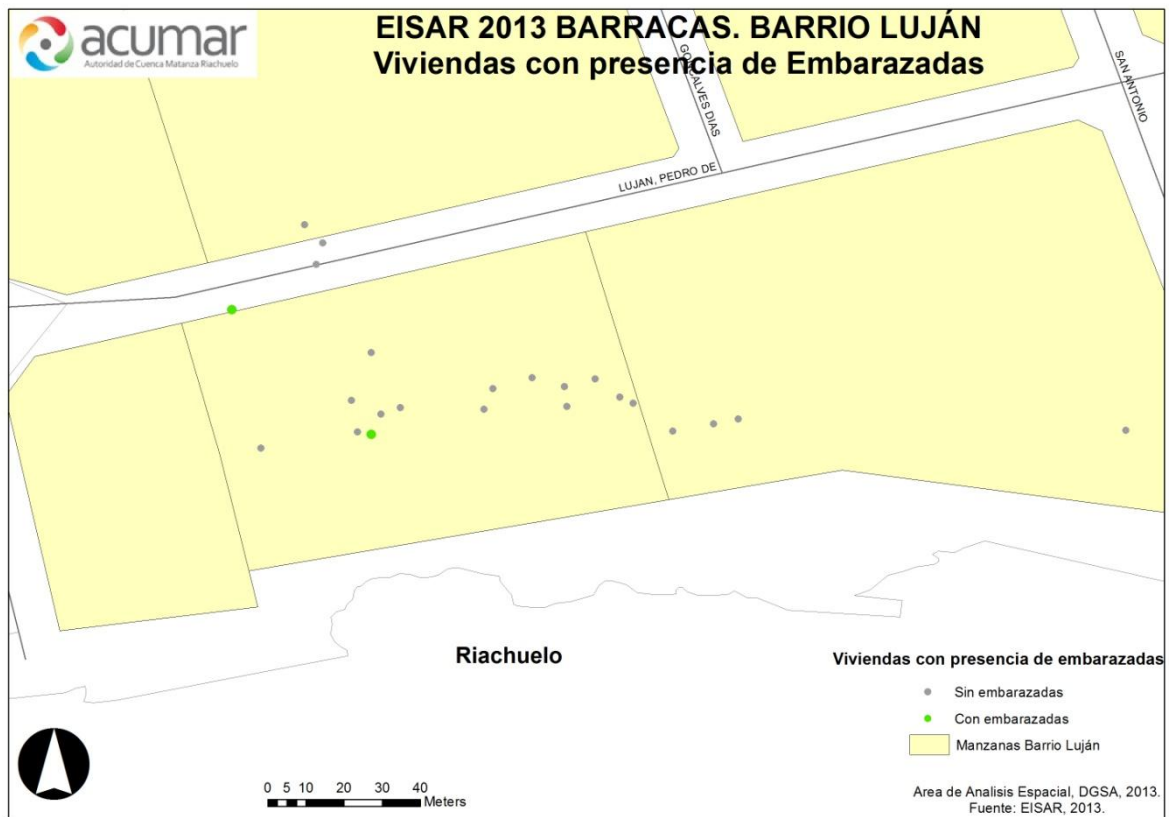 acumar
Autoridad de Cuenca Matanza Riachuelo
EISAR 2013 BARRACAS. BARRIO LUJÁN
Viviendas con presencia de Embarazadas
GONCALVES DIAS
SAN ANTONIO
LUJAN, PEDRO DE
Riachuelo
Viviendas con presencia de embarazadas
Sin embarazadas
Con embarazadas
Manzanas Barrio Luján
0 5 10 20 30 40
Meters
Area de Analisis Espacial, DGSA, 2013.
Fuente: EISAR, 2013.